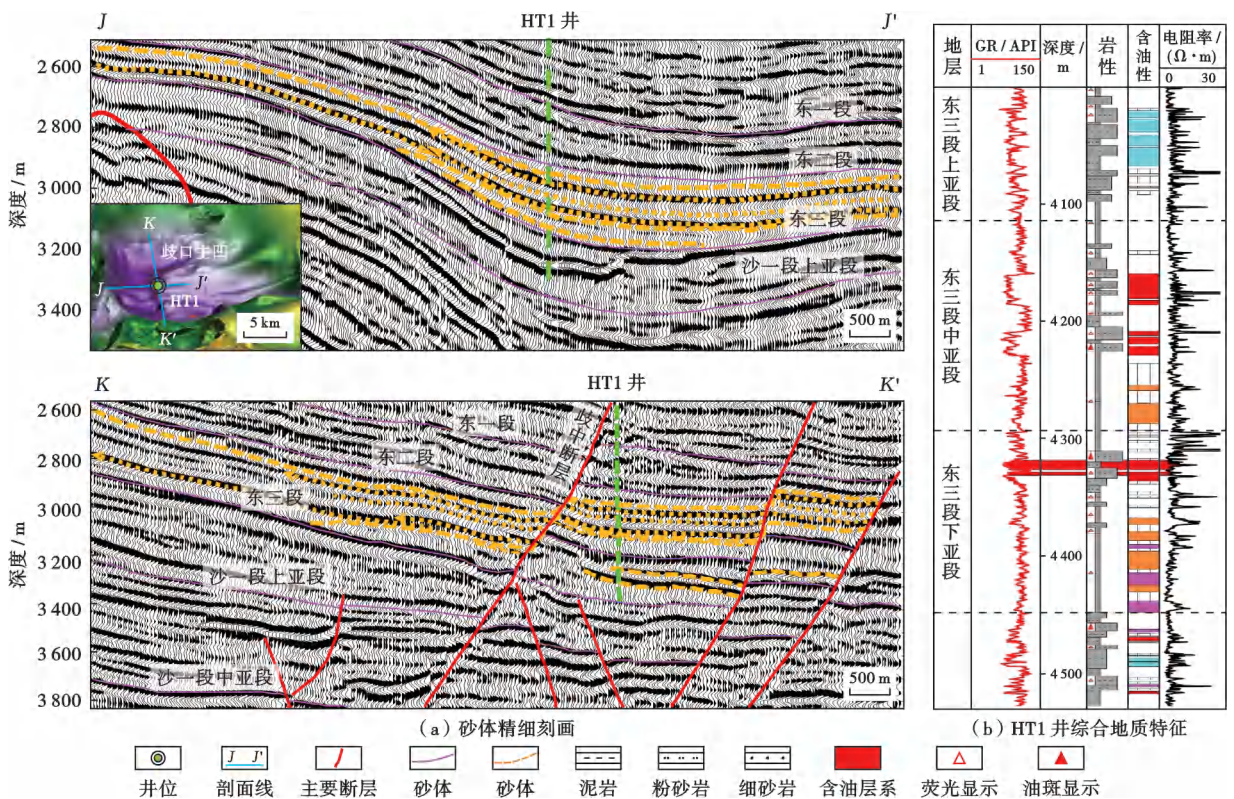 J
HT1 井
J'
深度 / m
2 600
2 800
3 000
3 200
3 400
东一段
东二段
东三段
沙一段上亚段
500 m
K
歧口主凹
J
J'
HT1
K'
5 km
K
HT1 井
K'
深度 / m
2 600
2 800
3 000
3 200
3 400
3 600
3 800
东一段
歧中断层
东二段
东三段
沙一段上亚段
沙一段中亚段
500 m
(a) 砂体精细刻画
地层
GR / API
1 150
深度 / m
岩性
含油性
电阻率 / (Ω·m)
0 30
东三段上亚段
东三段中亚段
东三段下亚段
4 100
4 200
4 300
4 400
4 500
(b) HT1 井综合地质特征
J J'
井位 剖面线 主要断层 砂体 砂体 泥岩 粉砂岩 细砂岩 含油层系 荧光显示 油斑显示